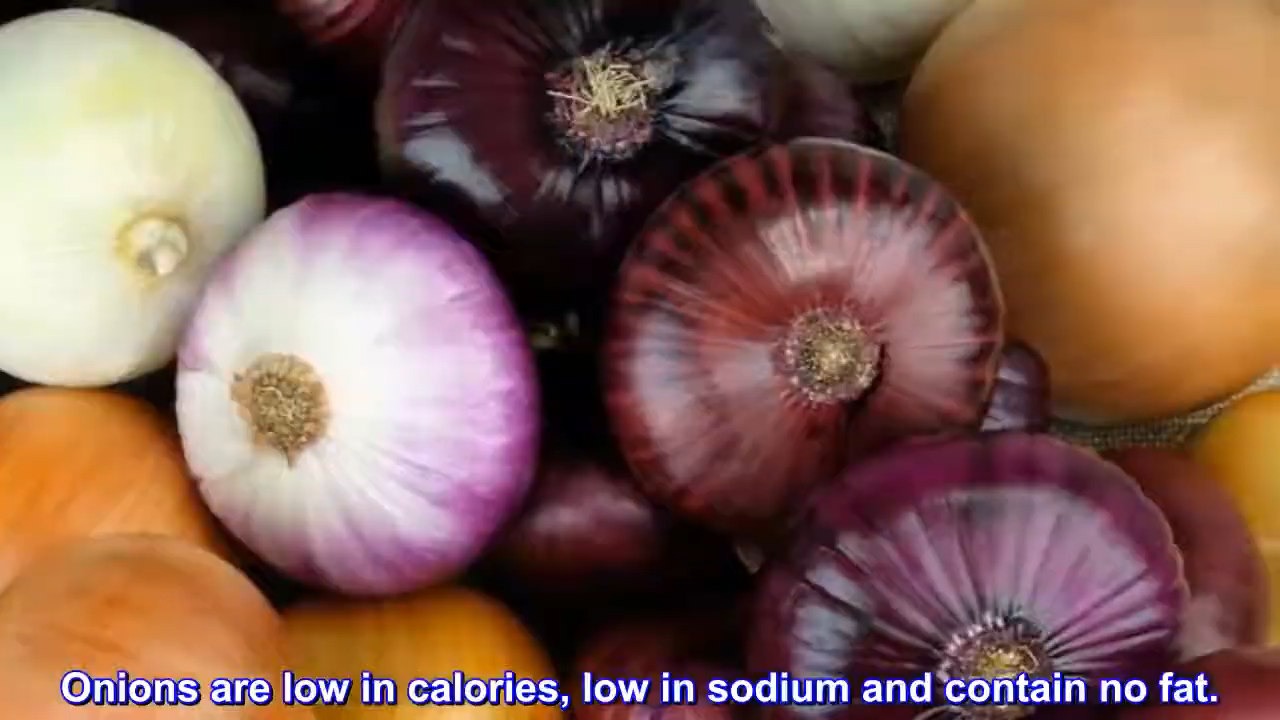 Onions are low in calories, low in sodium and contain no fat.